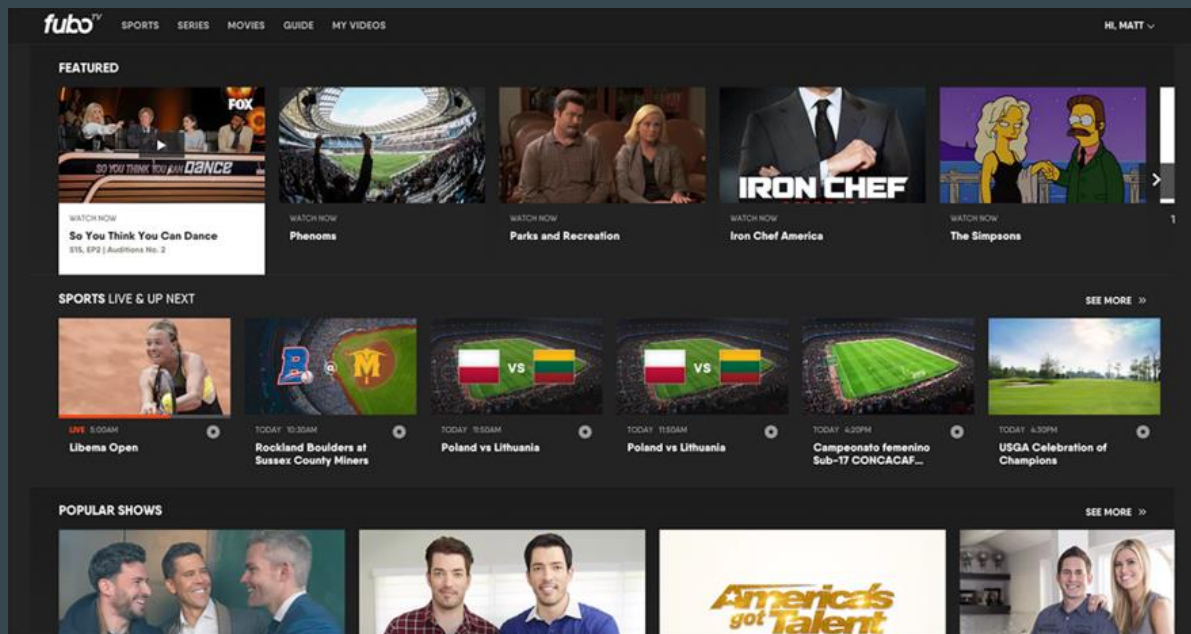 fubo TV
SPORTS SERIES MOVIES GUIDE MY VIDEOS
HI, MATT
FEATURED
FOX
SO YOU THINK YOU CAN DANCE
IRON CHEF
WATCH NOW
So You Think You Can Dance
S15, EP2 | Auditions No. 2
WATCH NOW
Phenoms
WATCH NOW
Parks and Recreation
WATCH NOW
Iron Chef America
WATCH NOW
The Simpsons
SPORTS LIVE & UP NEXT
SEE MORE »
B @ M
VS
VS
LIVE 5:00AM
Libema Open
TODAY 10:30AM
Rockland Boulders at
Sussex County Miners
TODAY 11:50AM
Poland vs Lithuania
TODAY 11:50AM
Poland vs Lithuania
TODAY 4:20PM
Campeonato femenino
Sub-17 CONCACAF...
TODAY 4:30PM
USGA Celebration of
Champions
POPULAR SHOWS
SEE MORE »
America's
got Talent